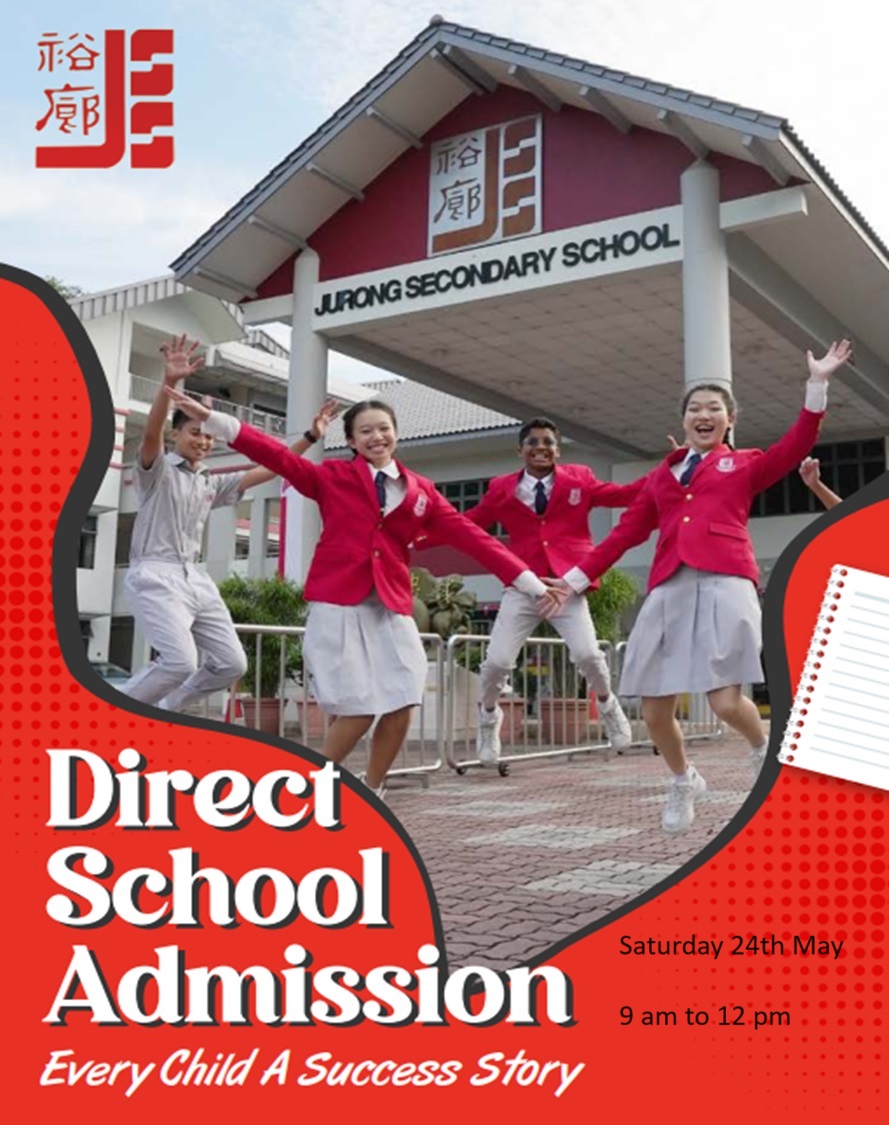 裕
廊
裕
廊
JURONG SECONDARY SCHOOL
Direct
School
Admission
Every Child A Success Story
Saturday 24th May
9 am to 12 pm